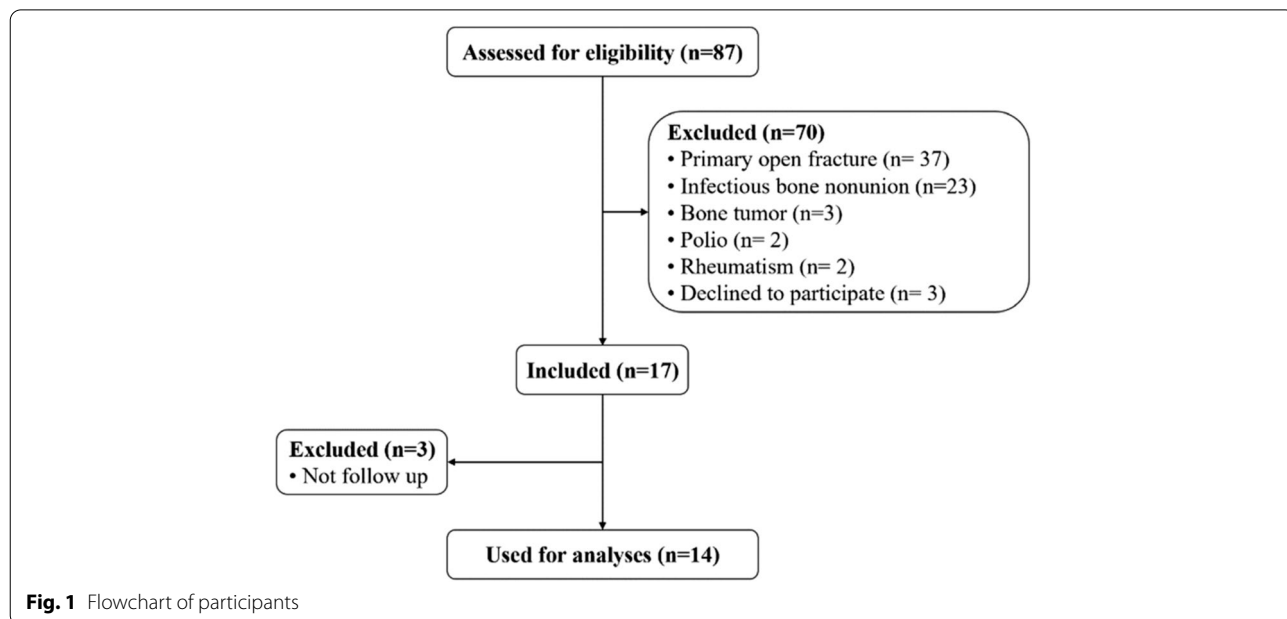 Assessed for eligibility (n=87)
Excluded (n=70)
• Primary open fracture (n= 37)
• Infectious bone nonunion (n=23)
• Bone tumor (n=3)
• Polio (n= 2)
• Rheumatism (n= 2)
• Declined to participate (n= 3)
Included (n=17)
Excluded (n=3)
• Not follow up
Used for analyses (n=14)
Fig. 1 Flowchart of participants